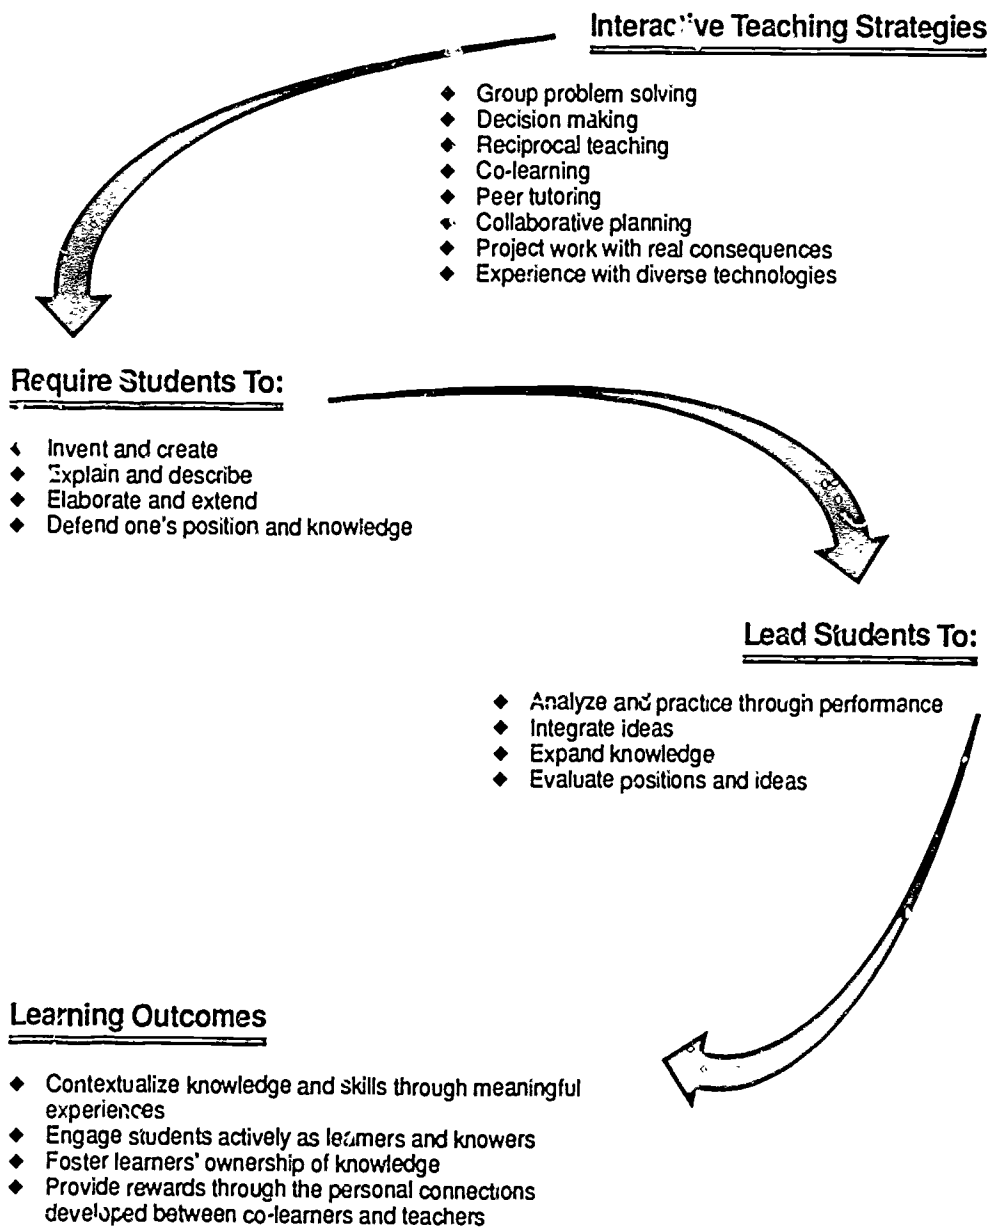 Interactive Teaching Strategies
◆ Group problem solving
◆ Decision making
◆ Reciprocal teaching
◆ Co-learning
◆ Peer tutoring
◆ Collaborative planning
◆ Project work with real consequences
◆ Experience with diverse technologies
Require Students To:
◆ Invent and create
◆ Explain and describe
◆ Elaborate and extend
◆ Defend one's position and knowledge
Lead Students To:
◆ Analyze and practice through performance
◆ Integrate ideas
◆ Expand knowledge
◆ Evaluate positions and ideas
Learning Outcomes
◆ Contextualize knowledge and skills through meaningful
experiences
◆ Engage students actively as learners and knowers
◆ Foster learners' ownership of knowledge
◆ Provide rewards through the personal connections
developed between co-learners and teachers